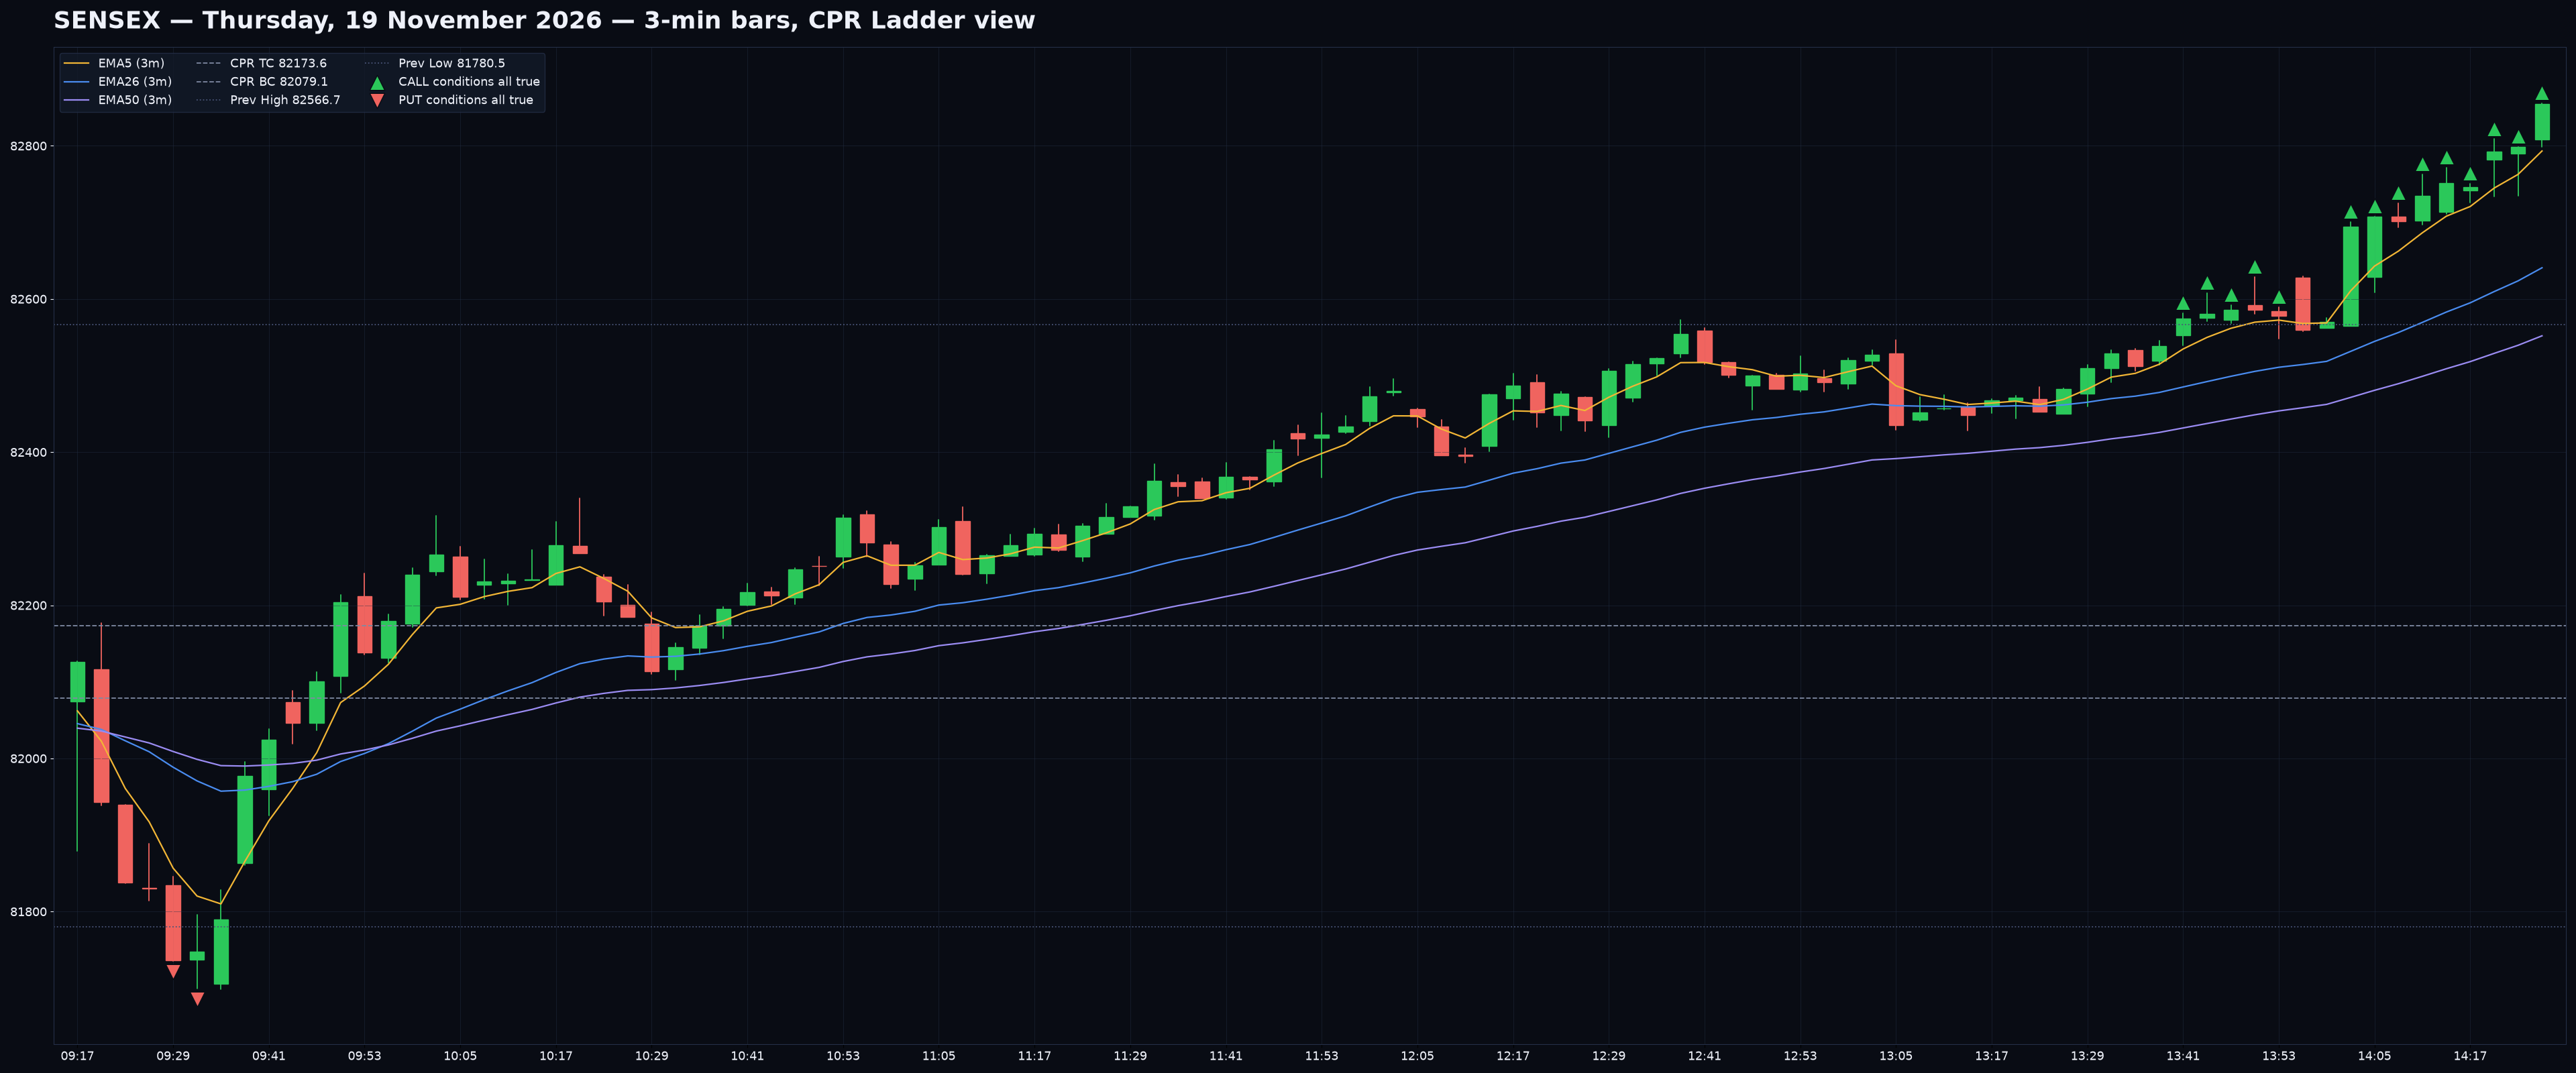 SENSEX — Thursday, 19 November 2026 — 3-min bars, CPR Ladder view
EMA5 (3m)
EMA26 (3m)
EMA50 (3m)
CPR TC 82173.6
CPR BC 82079.1
Prev High 82566.7
Prev Low 81780.5
CALL conditions all true
PUT conditions all true
82800
82600
82400
82200
82000
81800
09:17 09:29 09:41 09:53 10:05 10:17 10:29 10:41 10:53 11:05 11:17 11:29 11:41 11:53 12:05 12:17 12:29 12:41 12:53 13:05 13:17 13:29 13:41 13:53 14:05 14:17